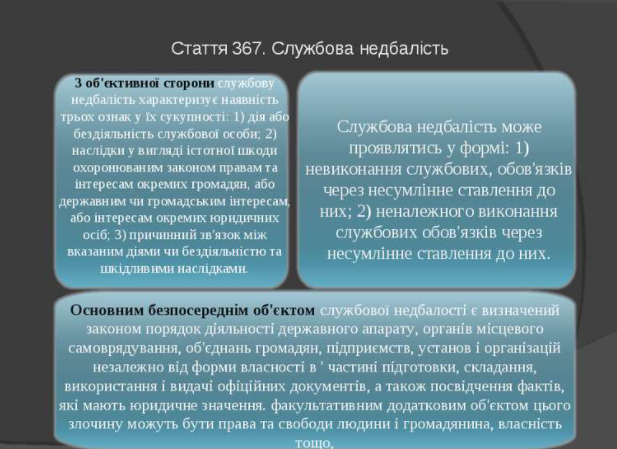 Стаття 367. Службова недбалість
З об'єктивної сторони службову
недбалість характеризує наявність
трьох ознак у їх сукупності: 1) дія або
бездіяльність службової особи; 2)
наслідки у вигляді істотної шкоди
охоронюваним законом правам та
інтересам окремих громадян, або
державним чи громадським інтересам,
або інтересам окремих юридичних
осіб; 3) причинний зв'язок між
вказаним діями чи бездіяльністю та
шкідливими наслідками.
Службова недбалість може
проявлятись у формі: 1)
невиконання службових, обов'язків
через несумлінне ставлення до
них; 2) неналежного виконання
службових обов'язків через
несумлінне ставлення до них.
Основним безпосереднім об'єктом службової недбалості є визначений
законом порядок діяльності державного апарату, органів місцевого
самоврядування, об'єднань громадян, підприємств, установ і організацій
незалежно від форми власності в ' частині підготовки, складання,
використання і видачі офіційних документів, а також посвідчення фактів,
які мають юридичне значення. факультативним додатковим об'єктом цього
злочину можуть бути права та свободи людини і громадянина, власність
тощо,